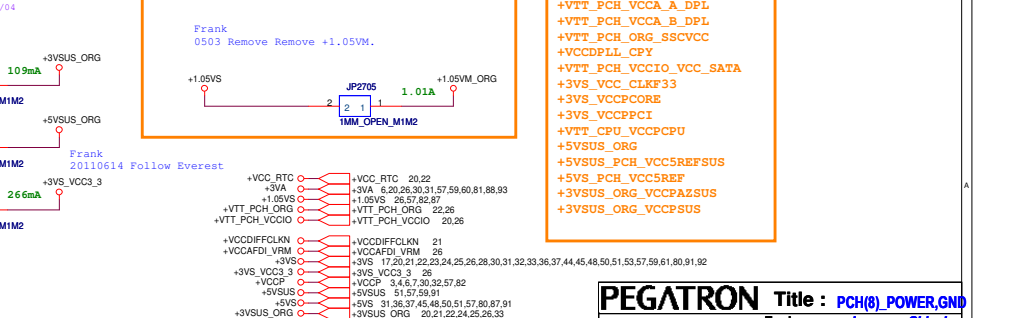 /04
+3VSUS_ORG
109mA
M1M2
+5VSUS_ORG
M1M2
Frank
20110614 Follow Everest
+3VS_VCC3_3
266mA
M1M2
Frank
0503 Remove Remove +1.05VM.
+1.05VS
JP2705
+1.05VM_ORG
1.01A
2 2 1 1
1MM_OPEN_M1M2
+VTT_PCH_VCCA_A_DPL
+VTT_PCH_VCCA_B_DPL
+VTT_PCH_ORG_SSCVCC
+VCCDPLL_CPY
+VTT_PCH_VCCIO_VCC_SATA
+3VS_VCC_CLKF33
+3VS_VCCPCORE
+3VS_VCCPPCI
+VTT_CPU_VCCPCPU
+5VSUS_ORG
+5VSUS_PCH_VCC5REFSUS
+5VS_PCH_VCC5REF
+3VSUS_ORG_VCCPAZSUS
+3VSUS_ORG_VCCPSUS
+VCC_RTC +VCC_RTC 20,22
+3VA +3VA 6,20,26,30,31,57,59,60,81,88,93
+1.05VS +1.05VS 26,57,82,87
+VTT_PCH_ORG +VTT_PCH_ORG 22,26
+VTT_PCH_VCCIO +VTT_PCH_VCCIO 20,26
+VCCDIFFCLKN +VCCDIFFCLKN 21
+VCCAFDI_VRM +VCCAFDI_VRM 26
+3VS +3VS 17,20,21,22,23,24,25,26,28,30,31,32,33,36,37,44,45,48,50,51,53,57,59,61,80,91,92
+3VS_VCC3_3 +3VS_VCC3_3 26
+VCCP +VCCP 3,4,6,7,30,32,57,82
+5VSUS +5VSUS 51,57,59,91
+5VS +5VS 31,36,37,45,48,50,51,57,80,87,91
+3VSUS_ORG +3VSUS_ORG 20,21,22,24,25,26,33
A
PEGATRON Title : PCH(8)_POWER,GND